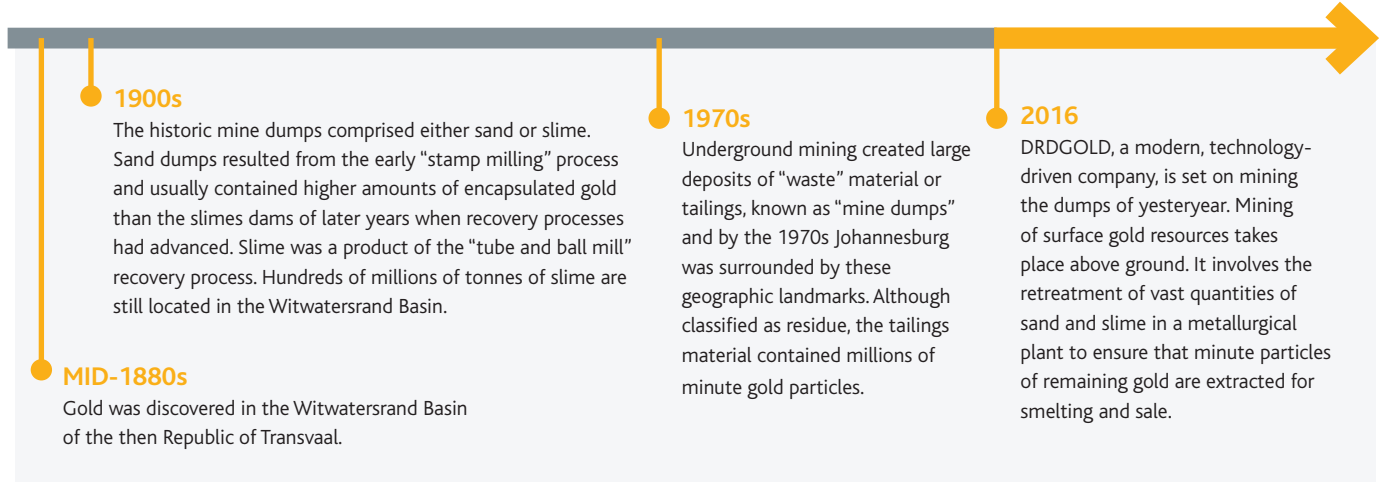 1900s
The historic mine dumps comprised either sand or slime.
Sand dumps resulted from the early “stamp milling” process
and usually contained higher amounts of encapsulated gold
than the slimes dams of later years when recovery processes
had advanced. Slime was a product of the “tube and ball mill”
recovery process. Hundreds of millions of tonnes of slime are
still located in the Witwatersrand Basin.
MID-1880s
Gold was discovered in the Witwatersrand Basin
of the then Republic of Transvaal.
1970s
Underground mining created large
deposits of “waste” material or
tailings, known as “mine dumps”
and by the 1970s Johannesburg
was surrounded by these
geographic landmarks. Although
classified as residue, the tailings
material contained millions of
minute gold particles.
2016
DRDGOLD, a modern, technology-
driven company, is set on mining
the dumps of yesteryear. Mining
of surface gold resources takes
place above ground. It involves the
retreatment of vast quantities of
sand and slime in a metallurgical
plant to ensure that minute particles
of remaining gold are extracted for
smelting and sale.